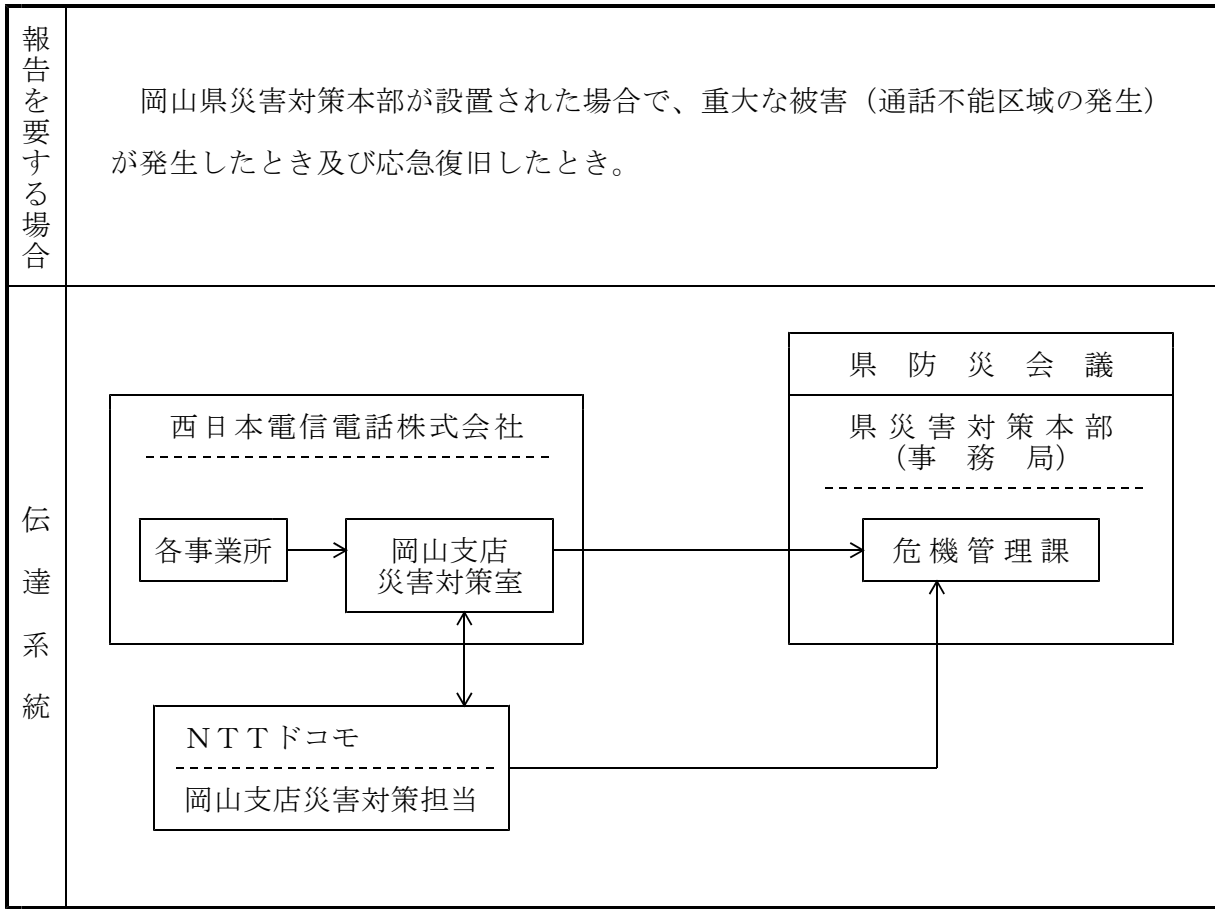 報告を要する場合
岡山県災害対策本部が設置された場合で、重大な被害（通話不能区域の発生）
が発生したとき及び応急復旧したとき。
伝達系統
県防災会議
西日本電信電話株式会社
県災害対策本部
（事務局）
各事業所
岡山支店
災害対策室
危機管理課
ＮＴＴドコモ
岡山支店災害対策担当